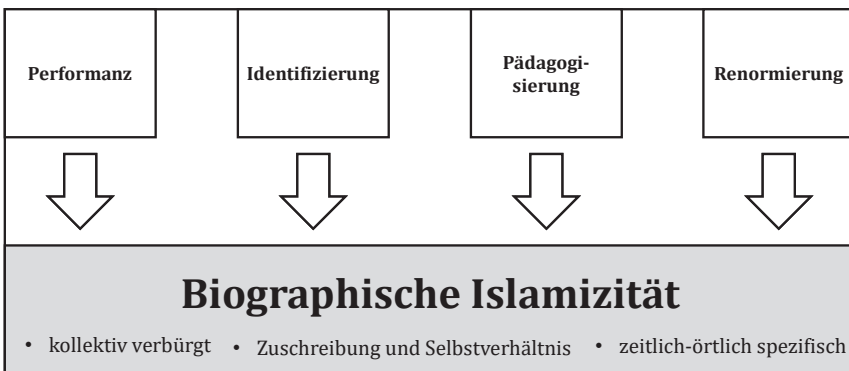 Performanz
Identifizierung
Pädagogi-
sierung
Renormierung
Biographische Islamizität
• kollektiv verbürgt • Zuschreibung und Selbstverhältnis • zeitlich-örtlich spezifisch